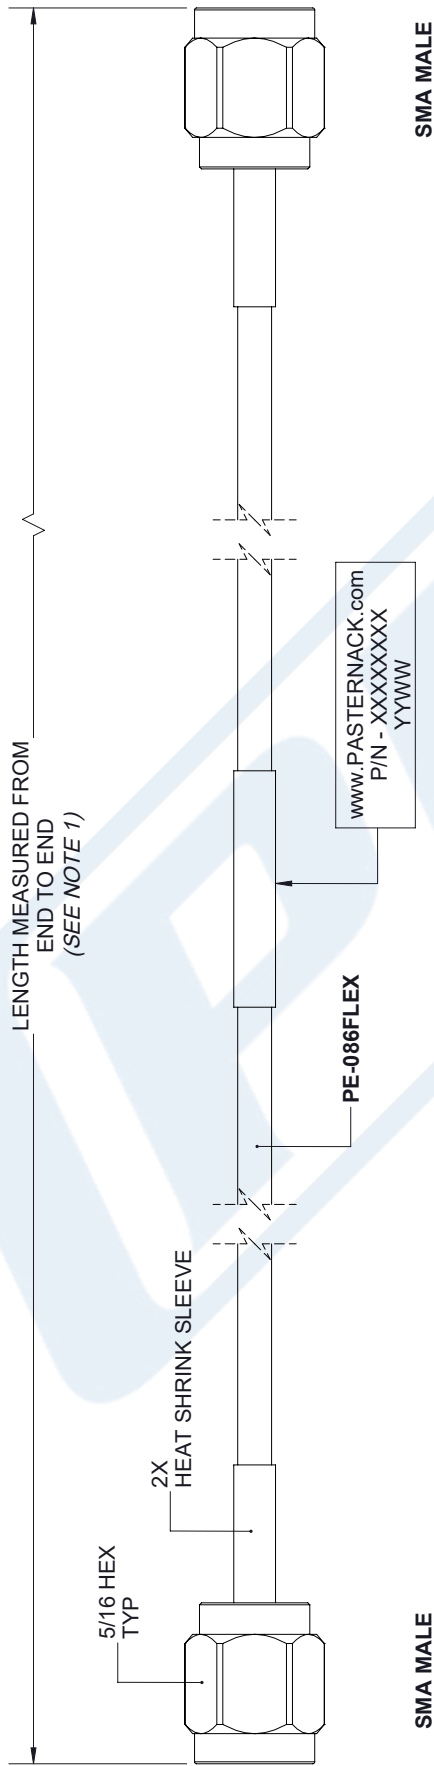 LENGTH MEASURED FROM
END TO END
(SEE NOTE 1)
5/16 HEX
TYP
2X
HEAT SHRINK SLEEVE
PE-086FLEX
www.PASTERNACK.com
P/N - XXXXXXXX
YYWW
SMA MALE
SMA MALE